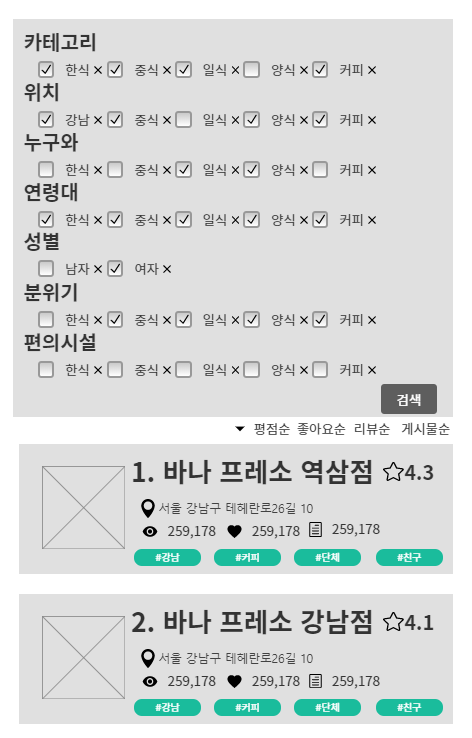 카테고리
한식 × 중식 × 일식 × 양식 × 커피 ×
위치
강남 × 중식 × 일식 × 양식 × 커피 ×
누구와
한식 × 중식 × 일식 × 양식 × 커피 ×
연령대
한식 × 중식 × 일식 × 양식 × 커피 ×
성별
남자 × 여자 ×
분위기
한식 × 중식 × 일식 × 양식 × 커피 ×
편의시설
한식 × 중식 × 일식 × 양식 × 커피 ×
검색
평점순 좋아요순 리뷰순 게시물순
1. 바나 프레소 역삼점 4.3
서울 강남구 테헤란로26길 10
259,178 259,178 259,178
#강남 #커피 #단체 #친구
2. 바나 프레소 강남점 4.1
서울 강남구 테헤란로26길 10
259,178 259,178 259,178
#강남 #커피 #단체 #친구